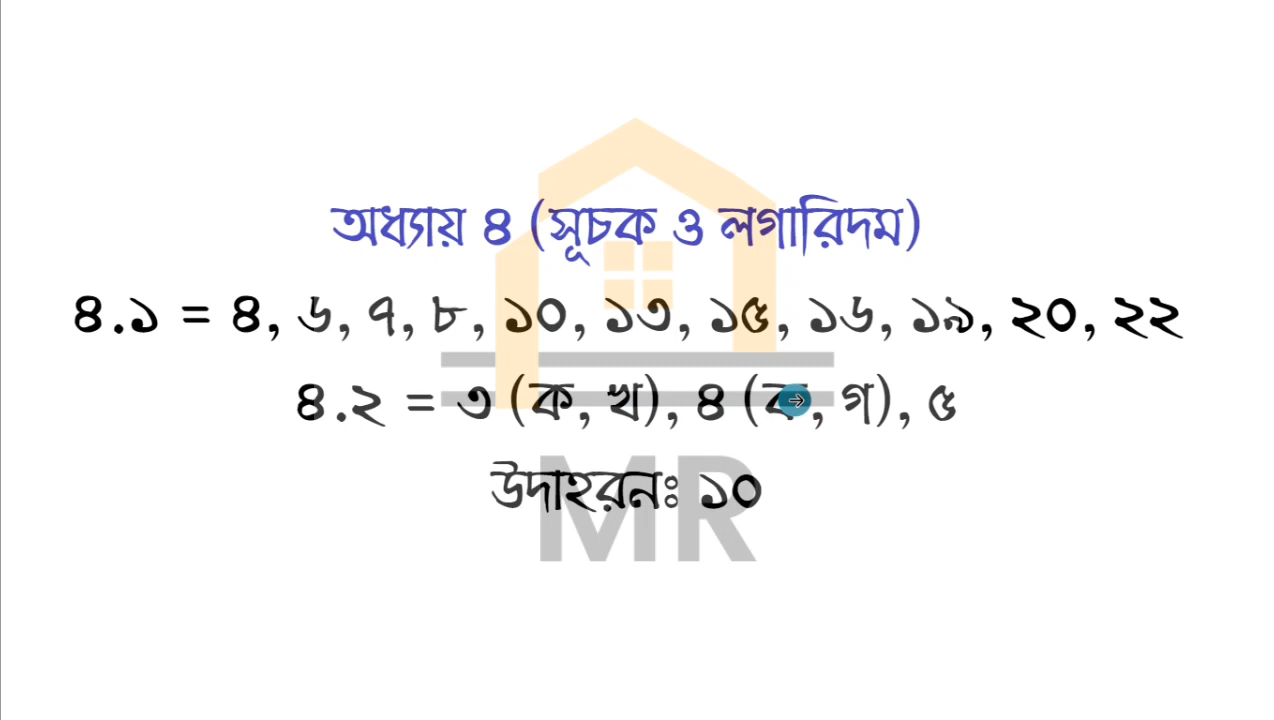 অধ্যায় ৪ (সূচক ও লগারিদম)
৪.১ = ৪, ৬, ৭, ৮, ১০, ১৩, ১৫, ১৬, ১৯, ২০, ২২
৪.২ = ৩ (ক, খ), ৪ (ক, গ), ৫
উদাহরনঃ ১০
MR